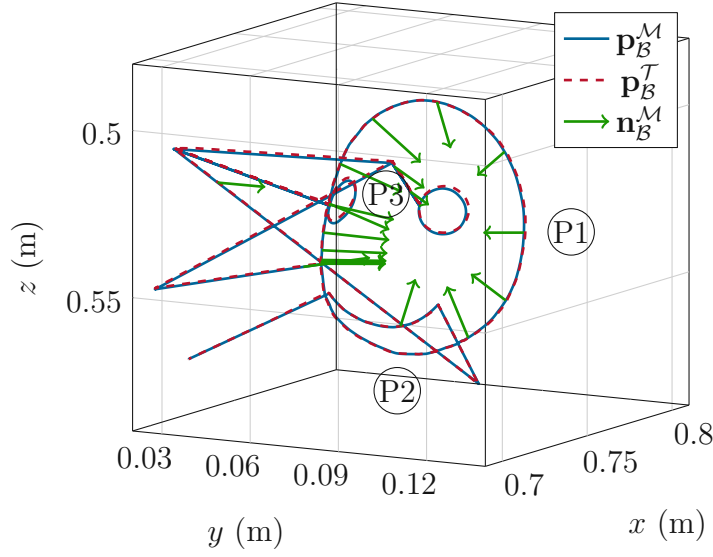 p_B^M
p_B^T
n_B^M
0.5
0.55
z (m)
P3
P1
P2
0.03
0.06
0.09
0.12
0.7
0.75
0.8
y (m)
x (m)